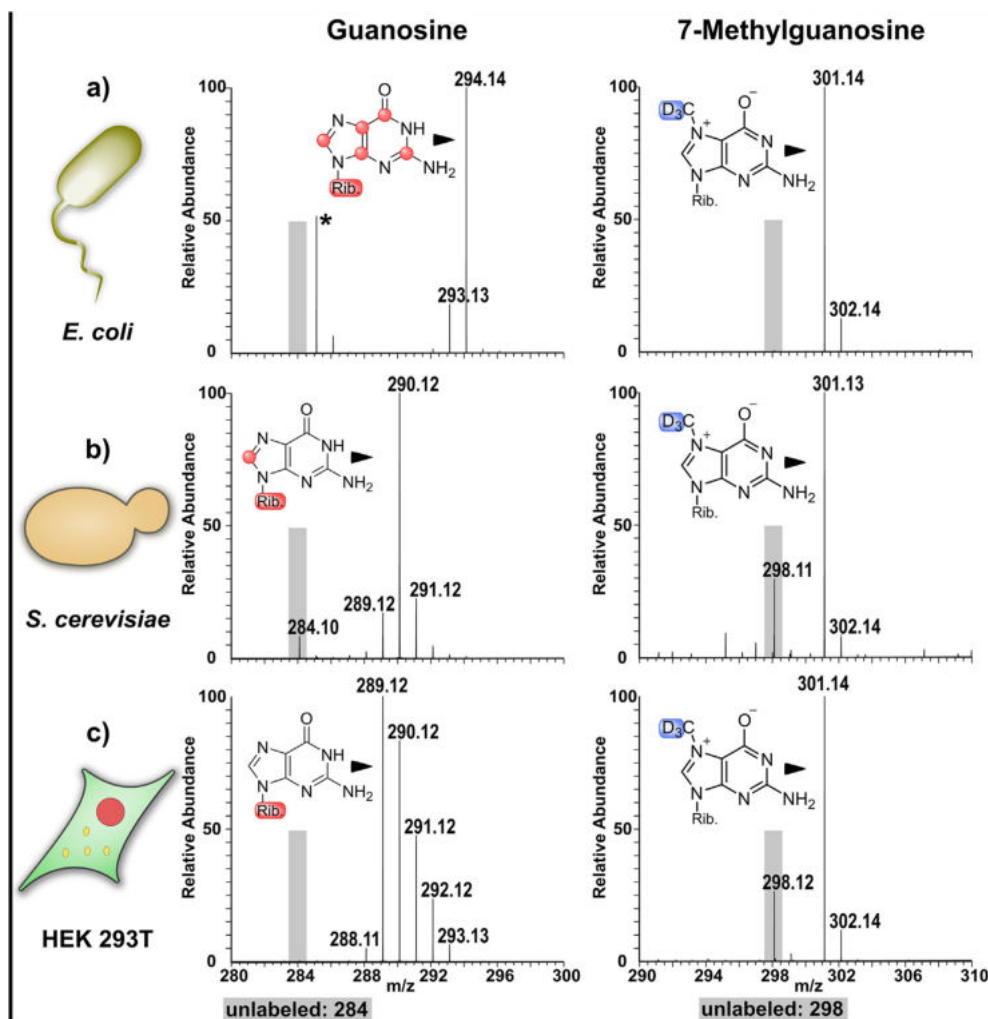 Guanosine
7-Methylguanosine
a)
E. coli
Relative Abundance
100
50
0
O
N
NH
N
N
NH2
Rib.
*
293.13
294.14
Relative Abundance
100
50
0
D3C
O−
N+
N
N
N
NH2
Rib.
301.14
302.14
b)
S. cerevisiae
Relative Abundance
100
50
0
O
N
NH
N
N
NH2
Rib.
284.10
289.12
290.12
291.12
Relative Abundance
100
50
0
D3C
O−
N+
N
N
N
NH2
Rib.
298.11
301.13
302.14
c)
HEK 293T
Relative Abundance
100
50
0
O
N
NH
N
N
NH2
Rib.
288.11
289.12
290.12
291.12
292.12
293.13
280 284 288 292 296 300
m/z
unlabeled: 284
Relative Abundance
100
50
0
D3C
O−
N+
N
N
N
NH2
Rib.
298.12
301.14
302.14
290 294 298 302 306 310
m/z
unlabeled: 298